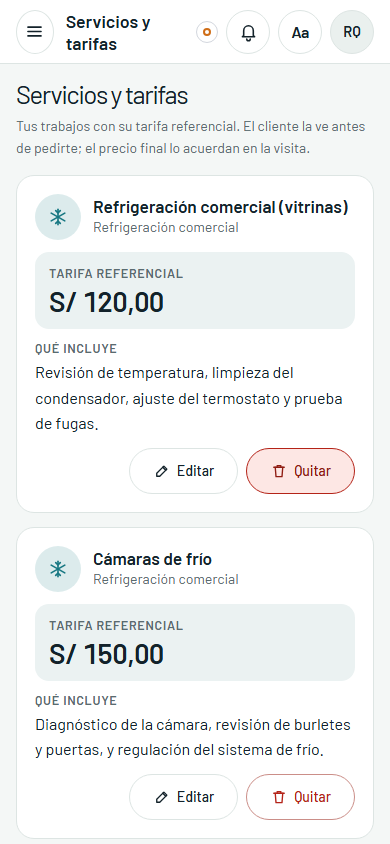 Servicios y
tarifas
Aa
RQ
Servicios y tarifas
Tus trabajos con su tarifa referencial. El cliente la ve antes
de pedirte; el precio final lo acuerdan en la visita.
Refrigeración comercial (vitrinas)
Refrigeración comercial
TARIFA REFERENCIAL
S/ 120,00
QUÉ INCLUYE
Revisión de temperatura, limpieza del
condensador, ajuste del termostato y prueba
de fugas.
Editar
Quitar
Cámaras de frío
Refrigeración comercial
TARIFA REFERENCIAL
S/ 150,00
QUÉ INCLUYE
Diagnóstico de la cámara, revisión de burletes
y puertas, y regulación del sistema de frío.
Editar
Quitar